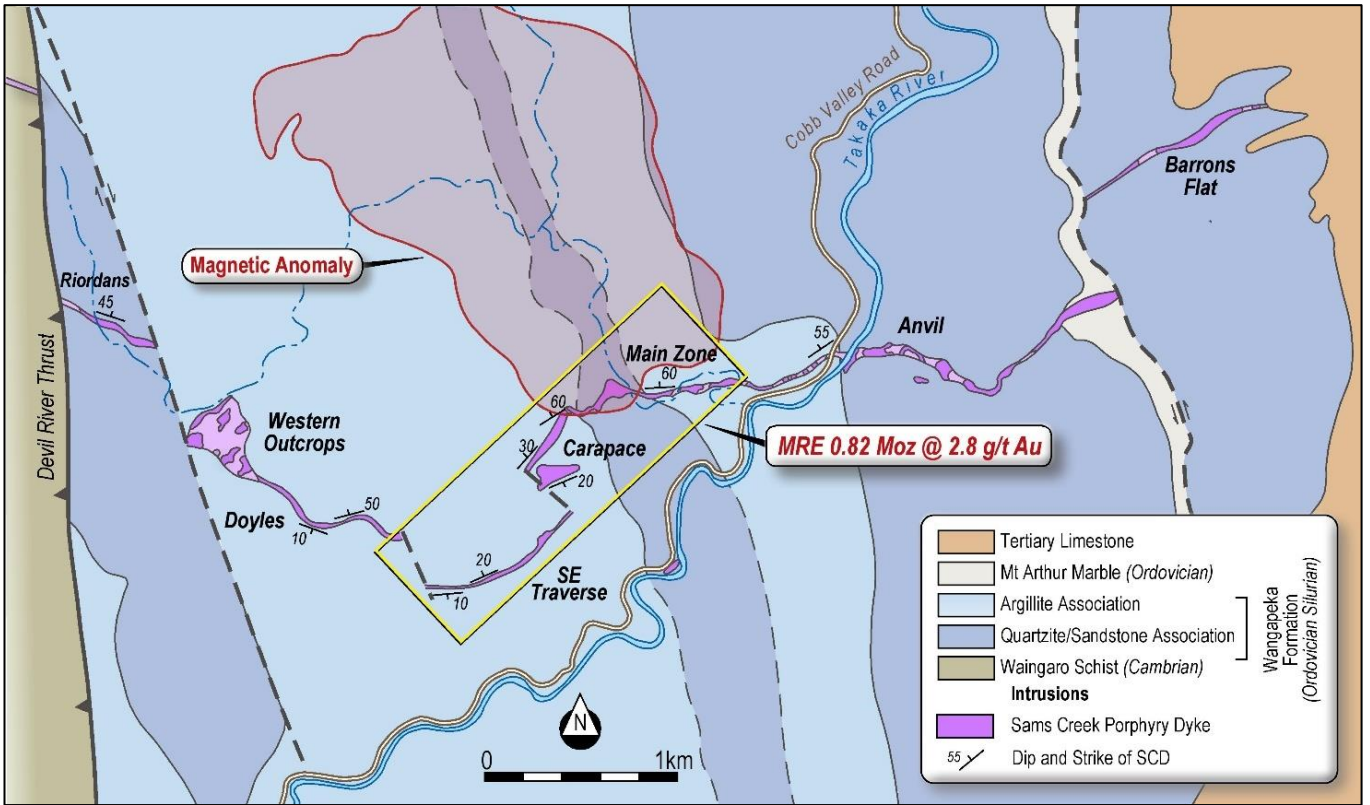 Cobb Valley Road
Takaka River
Barrons
Flat
Magnetic Anomaly
Riordans
45
Devil River Thrust
Anvil
55
Main Zone
60
60
Western
Outcrops
Carapace
30
20
MRE 0.82 Moz @ 2.8 g/t Au
50
Doyles
10
20
SE
Traverse
10
N
0
1km
Tertiary Limestone
Mt Arthur Marble (Ordovician)
Argillite Association
Quartzite/Sandstone Association
Waingaro Schist (Cambrian)
Wangapeka
Formation
(Ordovician Silurian)
Intrusions
Sams Creek Porphyry Dyke
55
Dip and Strike of SCD